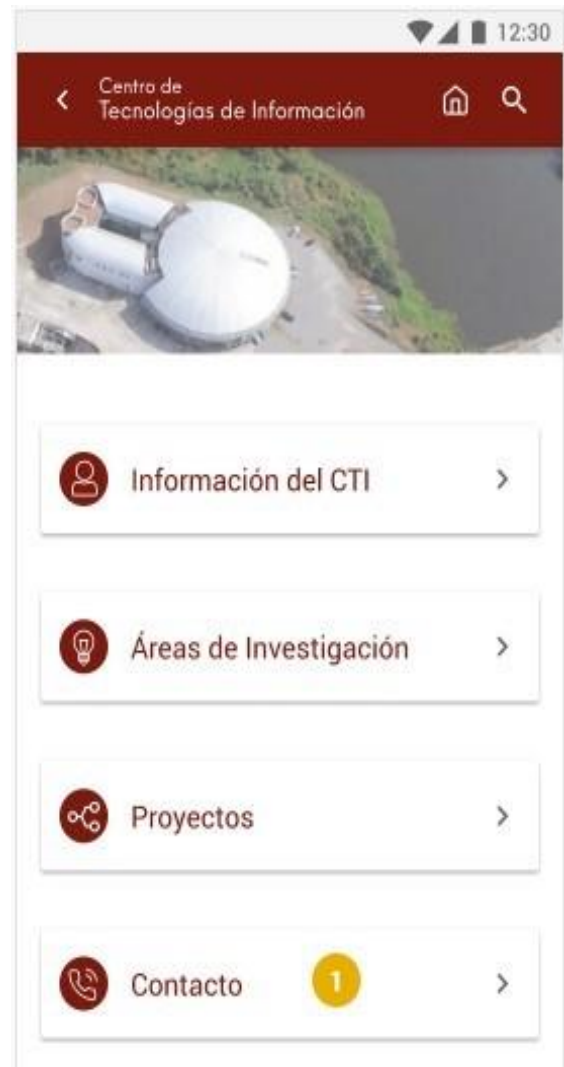 12:30
Centro de
Tecnologías de Información
Información del CTI
Áreas de Investigación
Proyectos
Contacto 1